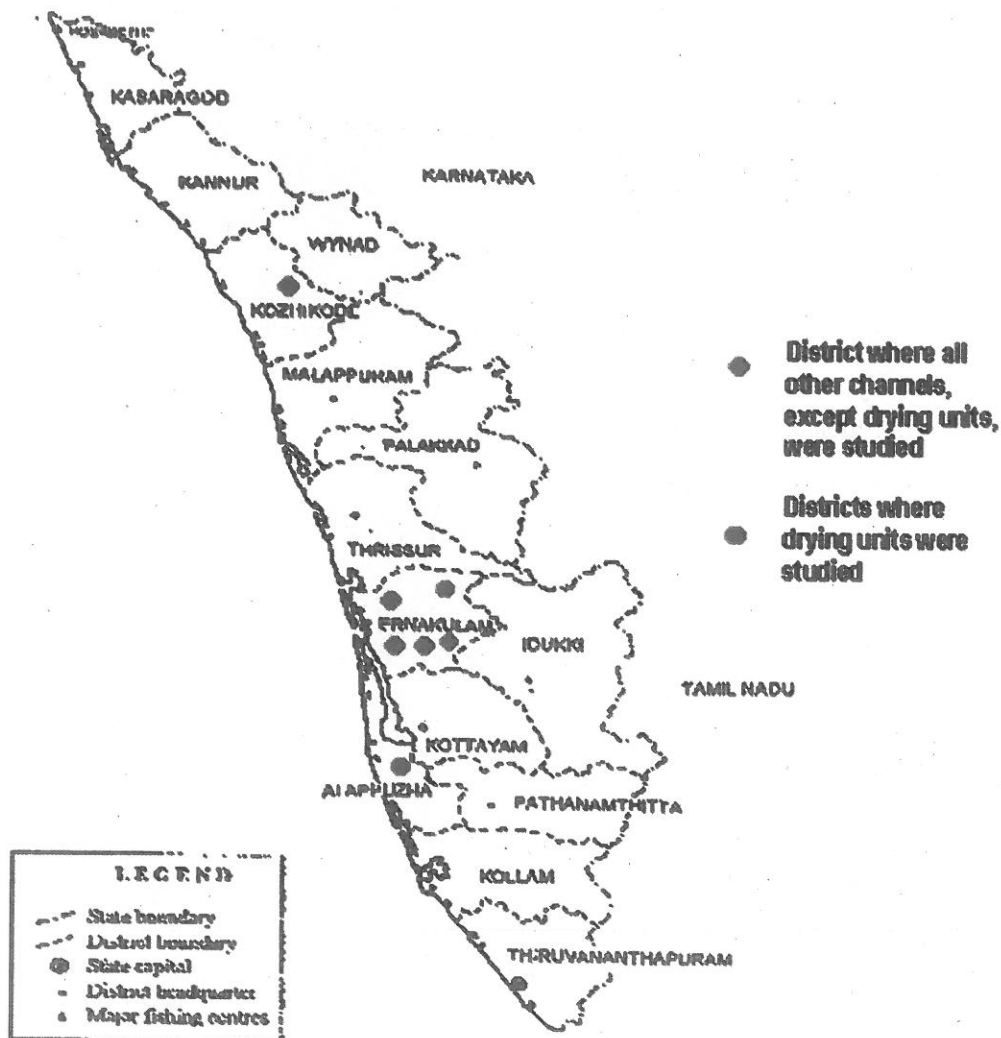 KASARAGOD
KANNUR
KARNATAKA
WYNAD
KOZHIKODE
MALAPPURAM
PALAKKAD
THRISSUR
ERNAKULAM
IDUKKI
TAMIL NADU
KOTTAYAM
ALAPPUZHA
PATHANAMTHITTA
KOLLAM
THIRUVANANTHAPURAM
District where all
other channels,
except drying units,
were studied
Districts where
drying units were
studied
LEGEND
State boundary
District boundary
State capital
District headquarter
Major fishing centres